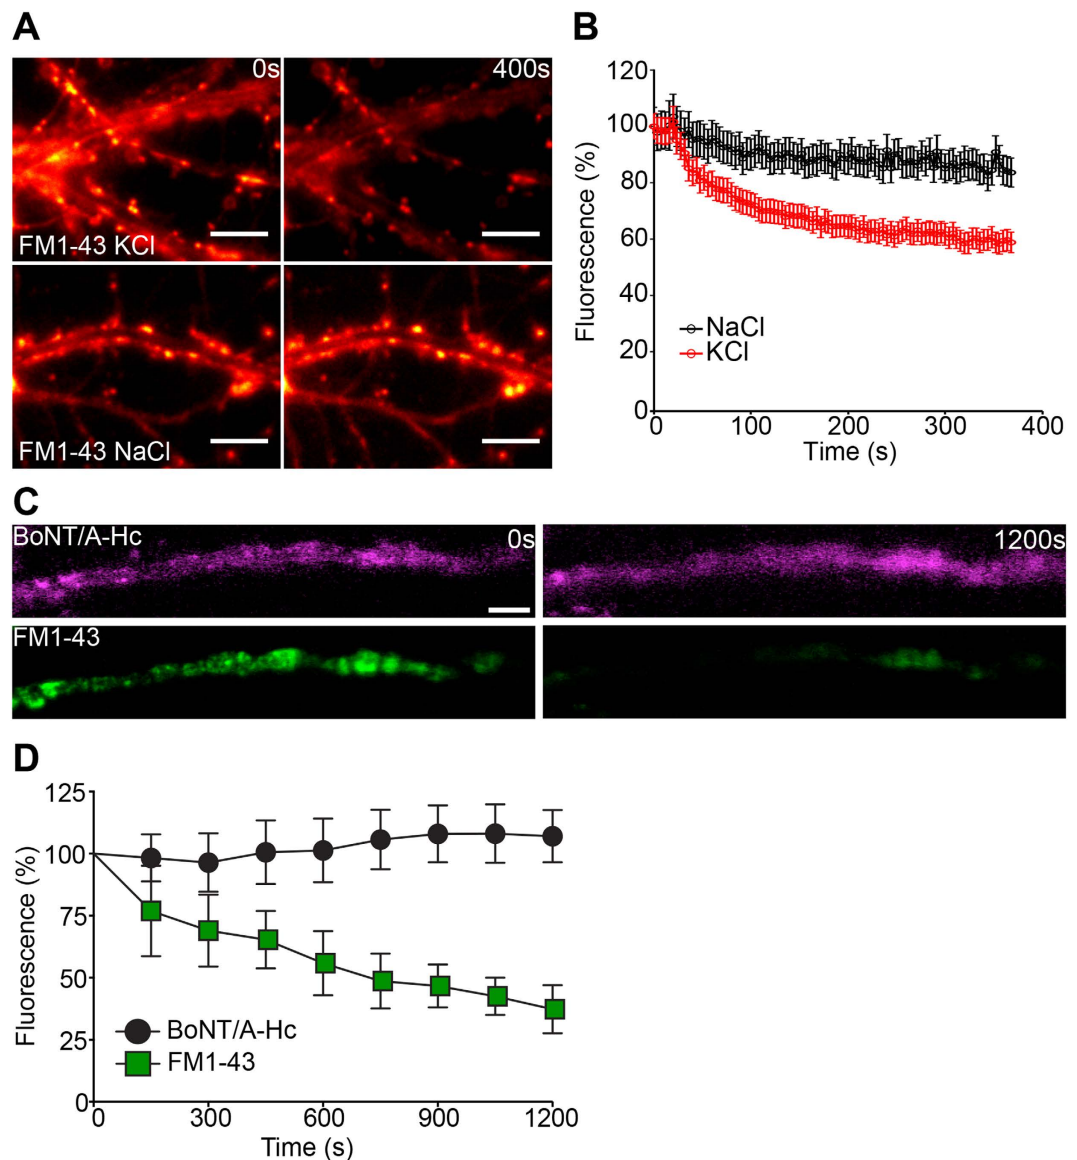 A
0s
400s
FM1-43 KCl
FM1-43 NaCl
B
120
100
80
60
40
20
0
Fluorescence (%)
NaCl
KCl
0
100
200
300
400
Time (s)
C
BoNT/A-Hc
0s
1200s
FM1-43
D
125
100
75
50
25
0
Fluorescence (%)
BoNT/A-Hc
FM1-43
0
300
600
900
1200
Time (s)